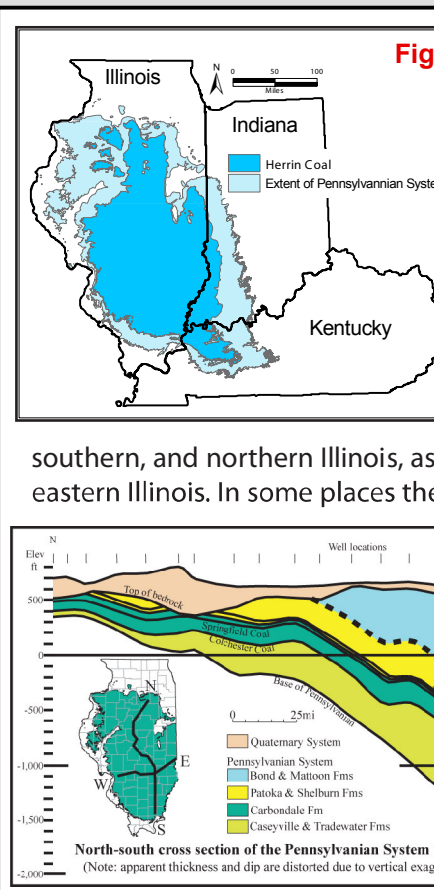 Fig
Illinois
N
0 50 100
Miles
Indiana
Herrin Coal
Extent of Pennsylvannian Syste
Kentucky
southern, and northern Illinois, as
eastern Illinois. In some places the
N
Elev
ft
Well locations
Top of bedrock
500
Springfield Coal
Colchester Coal
0
Base of Pennsylvanian
N
0 25mi
-500
Quaternary System
Pennsylvanian System
E
Bond & Mattoon Fms
-1,000
W
Patoka & Shelburn Fms
Carbondale Fm
-1,500
S
Caseyville & Tradewater Fms
North-south cross section of the Pennsylvanian System
(Note: apparent thickness and dip are distorted due to vertical exag
-2,000